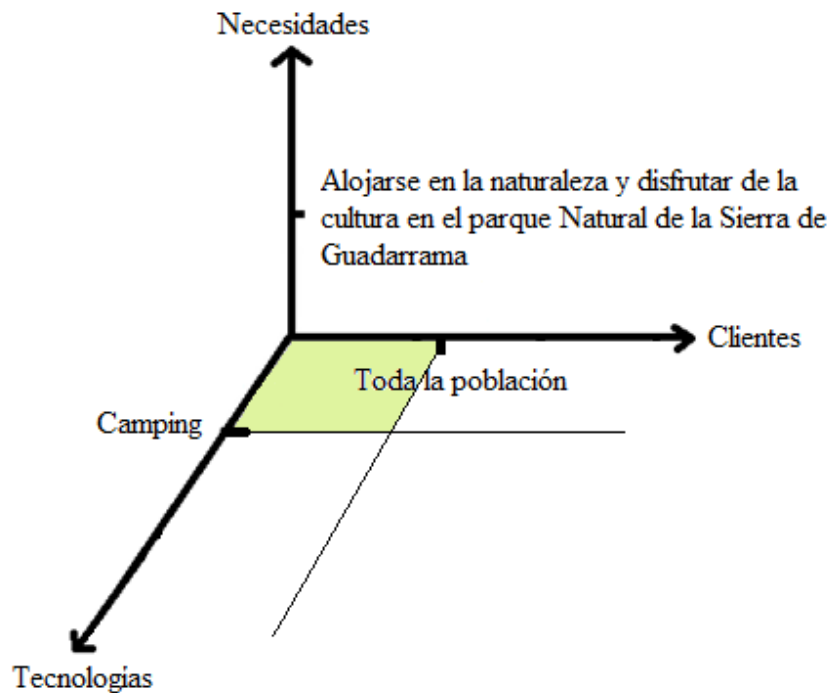 Necesidades
Alojarse en la naturaleza y disfrutar de la
cultura en el parque Natural de la Sierra de
Guadarrama
Clientes
Toda la población
Camping
Tecnologías